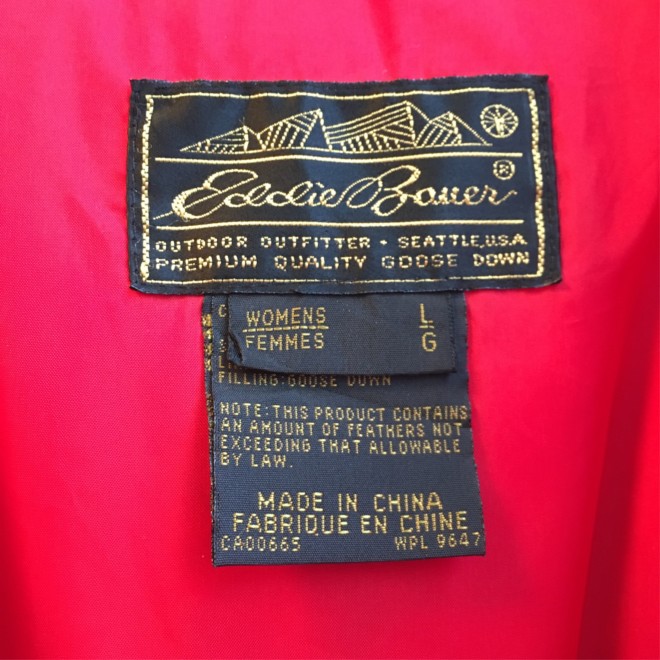 Eddie Bauer ®
OUTDOOR OUTFITTER · SEATTLE, U.S.A
PREMIUM QUALITY GOOSE DOWN
WOMENS L
FEMMES G
FILLING: GOOSE DOWN
NOTE: THIS PRODUCT CONTAINS
AN AMOUNT OF FEATHERS NOT
EXCEEDING THAT ALLOWABLE
BY LAW.
MADE IN CHINA
FABRIQUE EN CHINE
CA00665 WPL 9647